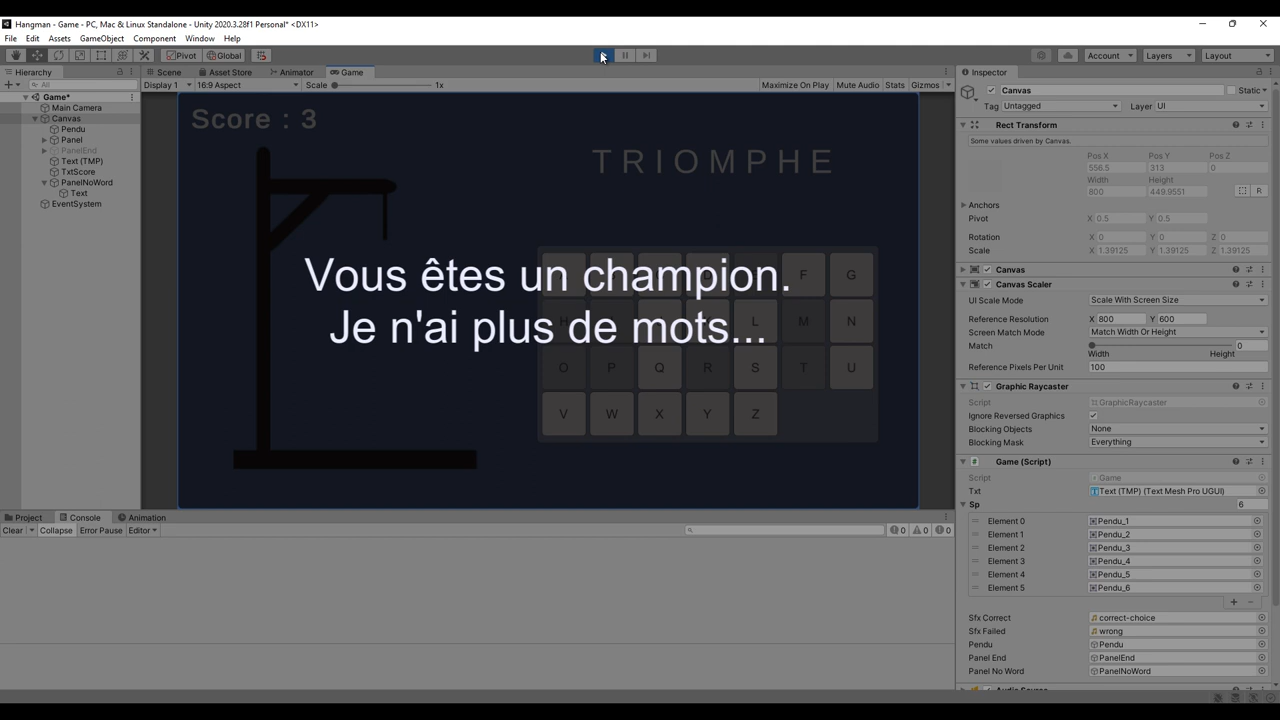 Hangman - Game - PC, Mac & Linux Standalone - Unity 2020.3.28f1 Personal* <DX11>
File Edit Assets GameObject Component Window Help
Pivot Global Account Layers Layout
Hierarchy
All
Game*
Main Camera
Canvas
Pendu
Panel
PanelEnd
Text (TMP)
TxtScore
PanelNoWord
Text
EventSystem
Scene Asset Store Animator Game
Display 1 16:9 Aspect Scale 1x Maximize On Play Mute Audio Stats Gizmos
Score : 3
TRIOMPHE
Vous êtes un champion.
Je n'ai plus de mots...
F G
L M N
O P Q R S T U
V W X Y Z
Project Console Animation
Clear Collapse Error Pause Editor 0 0 0
Inspector
Canvas Static
Tag Untagged Layer UI
Rect Transform
Some values driven by Canvas.
Pos X Pos Y Pos Z
556.5 313 0
Width Height
800 449.9551
R
Anchors
Pivot X 0.5 Y 0.5
Rotation X 0 Y 0 Z 0
Scale X 1.39125 Y 1.39125 Z 1.39125
Canvas
Canvas Scaler
UI Scale Mode Scale With Screen Size
Reference Resolution X 800 Y 600
Screen Match Mode Match Width Or Height
Match 0
Width Height
Reference Pixels Per Unit 100
Graphic Raycaster
Script GraphicRaycaster
Ignore Reversed Graphics
Blocking Objects None
Blocking Mask Everything
Game (Script)
Script Game
Txt Text (TMP) (Text Mesh Pro UGUI)
Sp 6
Element 0 Pendu_1
Element 1 Pendu_2
Element 2 Pendu_3
Element 3 Pendu_4
Element 4 Pendu_5
Element 5 Pendu_6
Sfx Correct correct-choice
Sfx Failed wrong
Pendu Pendu
Panel End PanelEnd
Panel No Word PanelNoWord
Audio Source